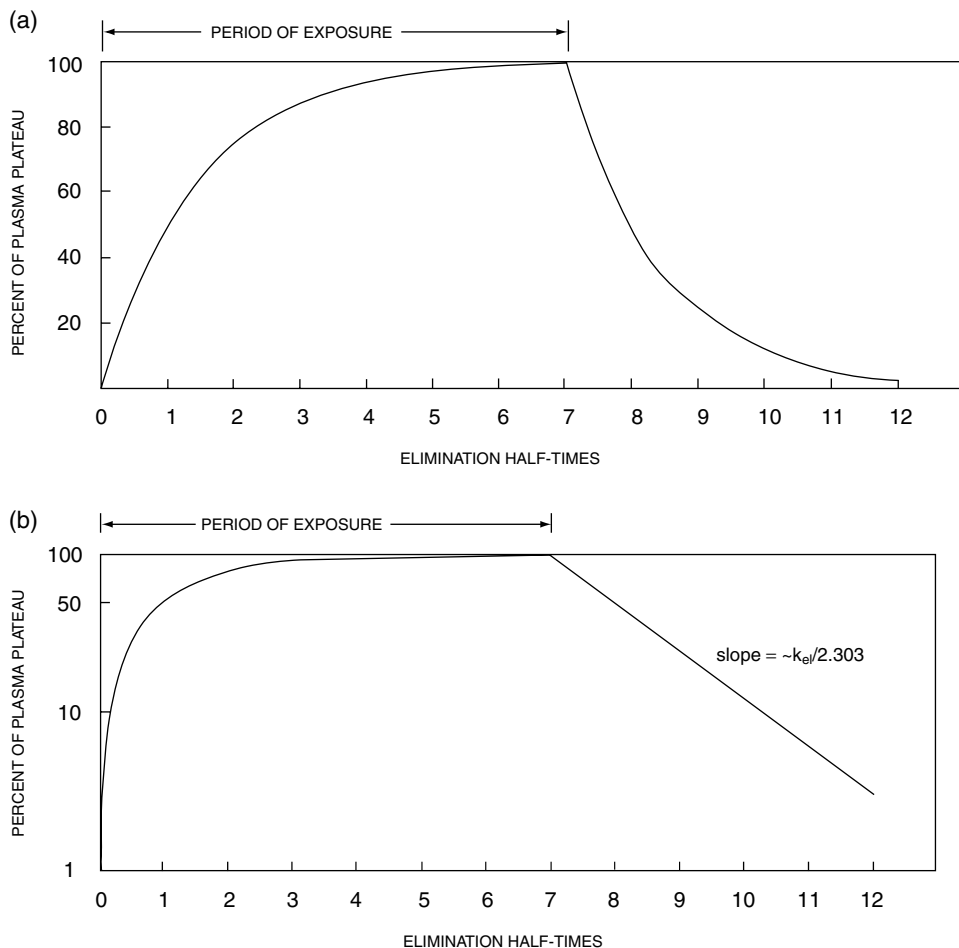 (a)
PERIOD OF EXPOSURE
100
80
60
40
20
PERCENT OF PLASMA PLATEAU
0 1 2 3 4 5 6 7 8 9 10 11 12
ELIMINATION HALF-TIMES
(b)
PERIOD OF EXPOSURE
100
50
10
1
PERCENT OF PLASMA PLATEAU
slope = ~kel/2.303
0 1 2 3 4 5 6 7 8 9 10 11 12
ELIMINATION HALF-TIMES